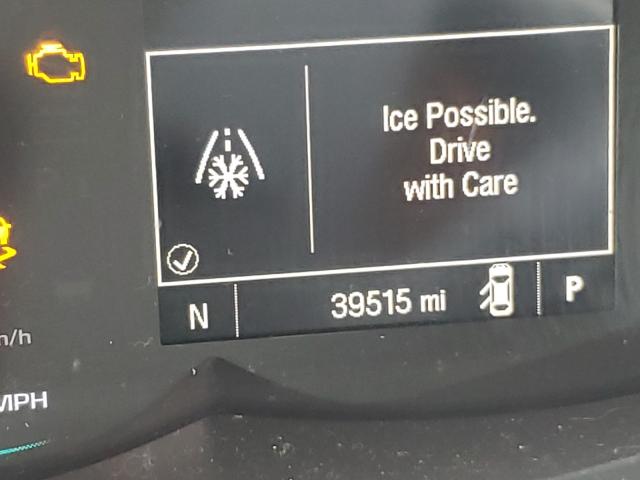 Ice Possible.
Drive
with Care
N 39515 mi P
m/h
MPH